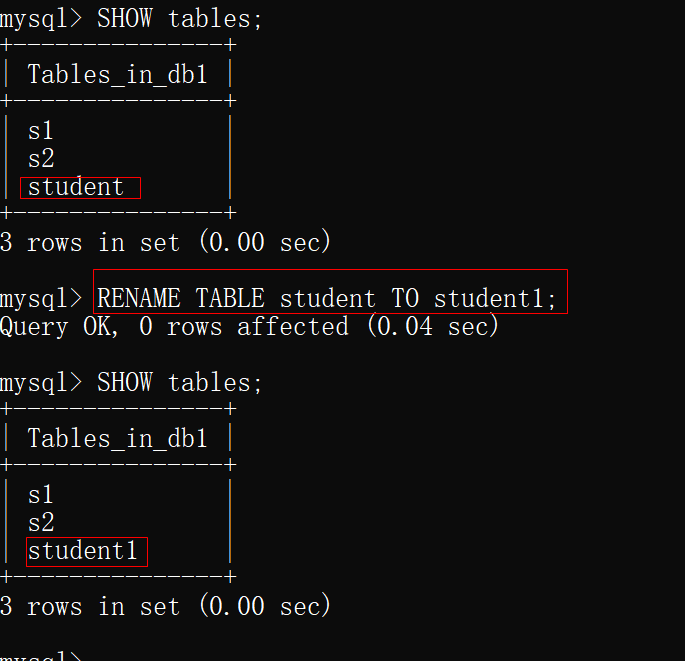 mysql> SHOW tables;
+---------------+
| Tables_in_db1 |
+---------------+
| s1            |
| s2            |
| student       |
+---------------+
3 rows in set (0.00 sec)
mysql> RENAME TABLE student TO student1;
Query OK, 0 rows affected (0.04 sec)
mysql> SHOW tables;
+---------------+
| Tables_in_db1 |
+---------------+
| s1            |
| s2            |
| student1      |
+---------------+
3 rows in set (0.00 sec)
mysql>